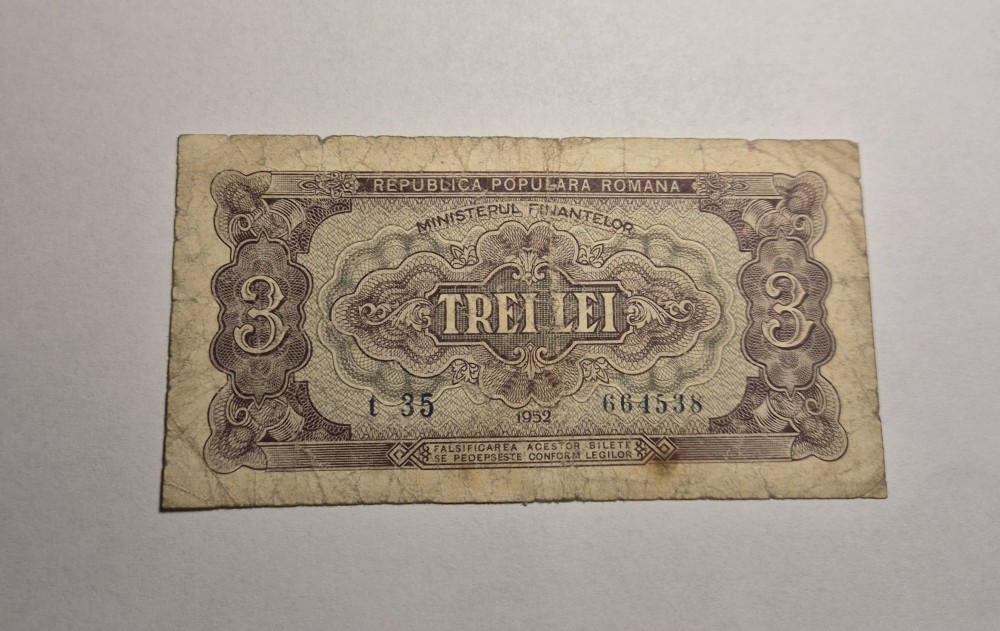 REPUBLICA POPULARA ROMANA
MINISTERUL FINANTELOR
3 TREI LEI 3
t 35 1952 664538
FALSIFICAREA ACESTOR BILETE
SE PEDEPSESTE CONFORM LEGILOR